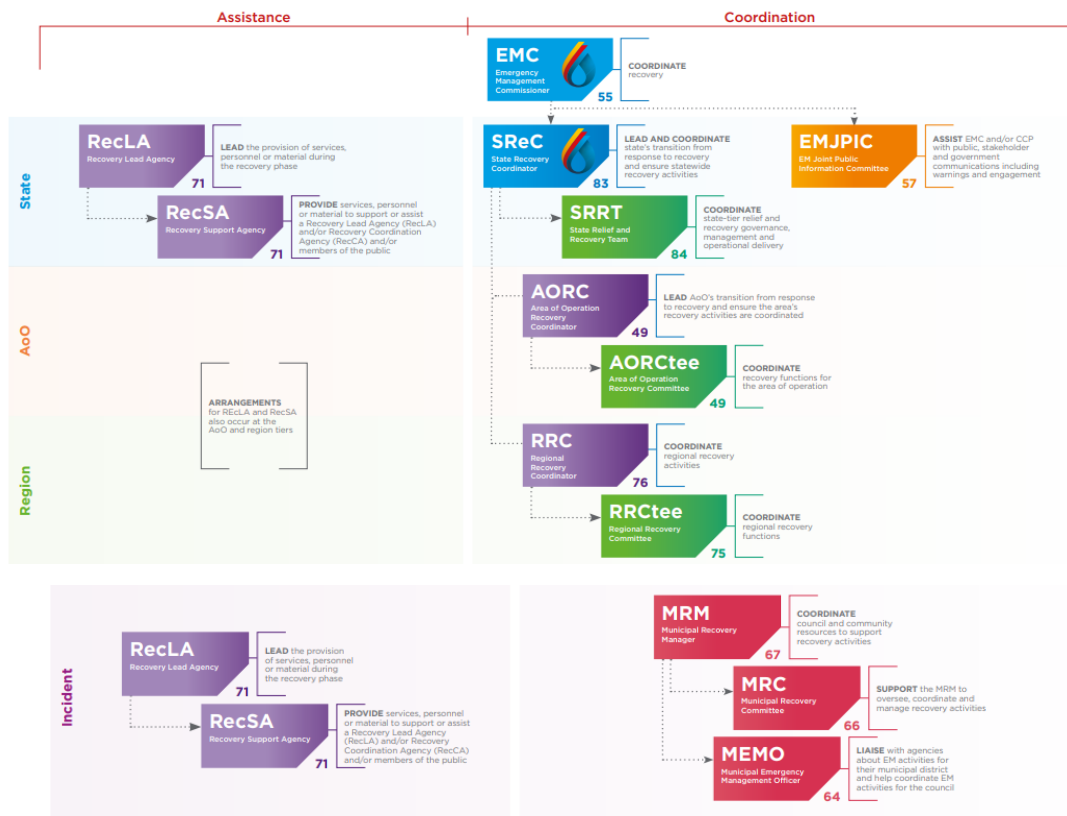 Assistance
Coordination
EMC
Emergency
Management
Commissioner
55
COORDINATE
recovery
State
RecLA
Recovery Lead Agency
71
LEAD the provision of services,
personnel or material during
the recovery phase
RecSA
Recovery Support Agency
71
PROVIDE services, personnel
or material to support or assist
a Recovery Lead Agency (RecLA)
and/or Recovery Coordination
Agency (RecCA) and/or
members of the public
SReC
State Recovery
Coordinator
83
LEAD AND COORDINATE
state's transition from
response to recovery
and ensure statewide
recovery activities
EMJPIC
EM Joint Public
Information Committee
57
ASSIST EMC and/or CCP
with public, stakeholder
and government
communications including
warnings and engagement
SRRT
State Relief and
Recovery Team
84
COORDINATE
state-tier relief and
recovery governance,
management and
operational delivery
AoO
AORC
Area of Operation
Recovery
Coordinator
49
LEAD AoO's transition from response
to recovery and ensure the area's
recovery activities are coordinated
AORCtee
Area of Operation
Recovery Committee
49
COORDINATE
recovery functions for
the area of operation
ARRANGEMENTS
for REcLA and RecSA
also occur at the
AoO and region tiers
Region
RRC
Regional
Recovery
Coordinator
76
COORDINATE
regional recovery
activities
RRCtee
Regional Recovery
Committee
75
COORDINATE
regional recovery
functions
Incident
RecLA
Recovery Lead Agency
71
LEAD the provision
of services, personnel
or material during
the recovery phase
RecSA
Recovery Support Agency
71
PROVIDE services, personnel
or material to support or assist
a Recovery Lead Agency
(RecLA) and/or Recovery
Coordination Agency (RecCA)
and/or members of the public
MRM
Municipal Recovery
Manager
67
COORDINATE
council and community
resources to support
recovery activities
MRC
Municipal Recovery
Committee
66
SUPPORT the MRM to
oversee, coordinate and
manage recovery activities
MEMO
Municipal Emergency
Management Officer
64
LIAISE with agencies
about EM activities for
their municipal district
and help coordinate EM
activities for the council